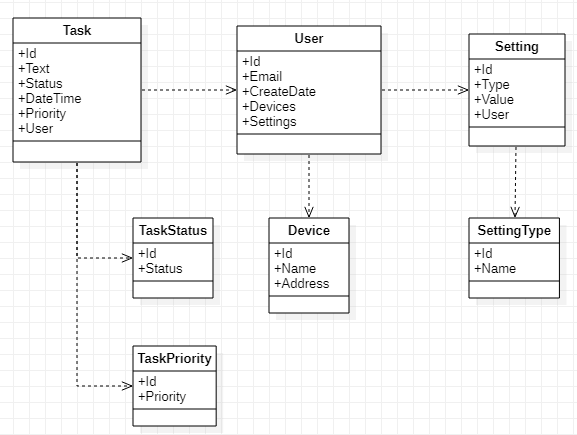 Task
+Id
+Text
+Status
+DateTime
+Priority
+User
User
+Id
+Email
+CreateDate
+Devices
+Settings
Setting
+Id
+Type
+Value
+User
TaskStatus
+Id
+Status
Device
+Id
+Name
+Address
SettingType
+Id
+Name
TaskPriority
+Id
+Priority